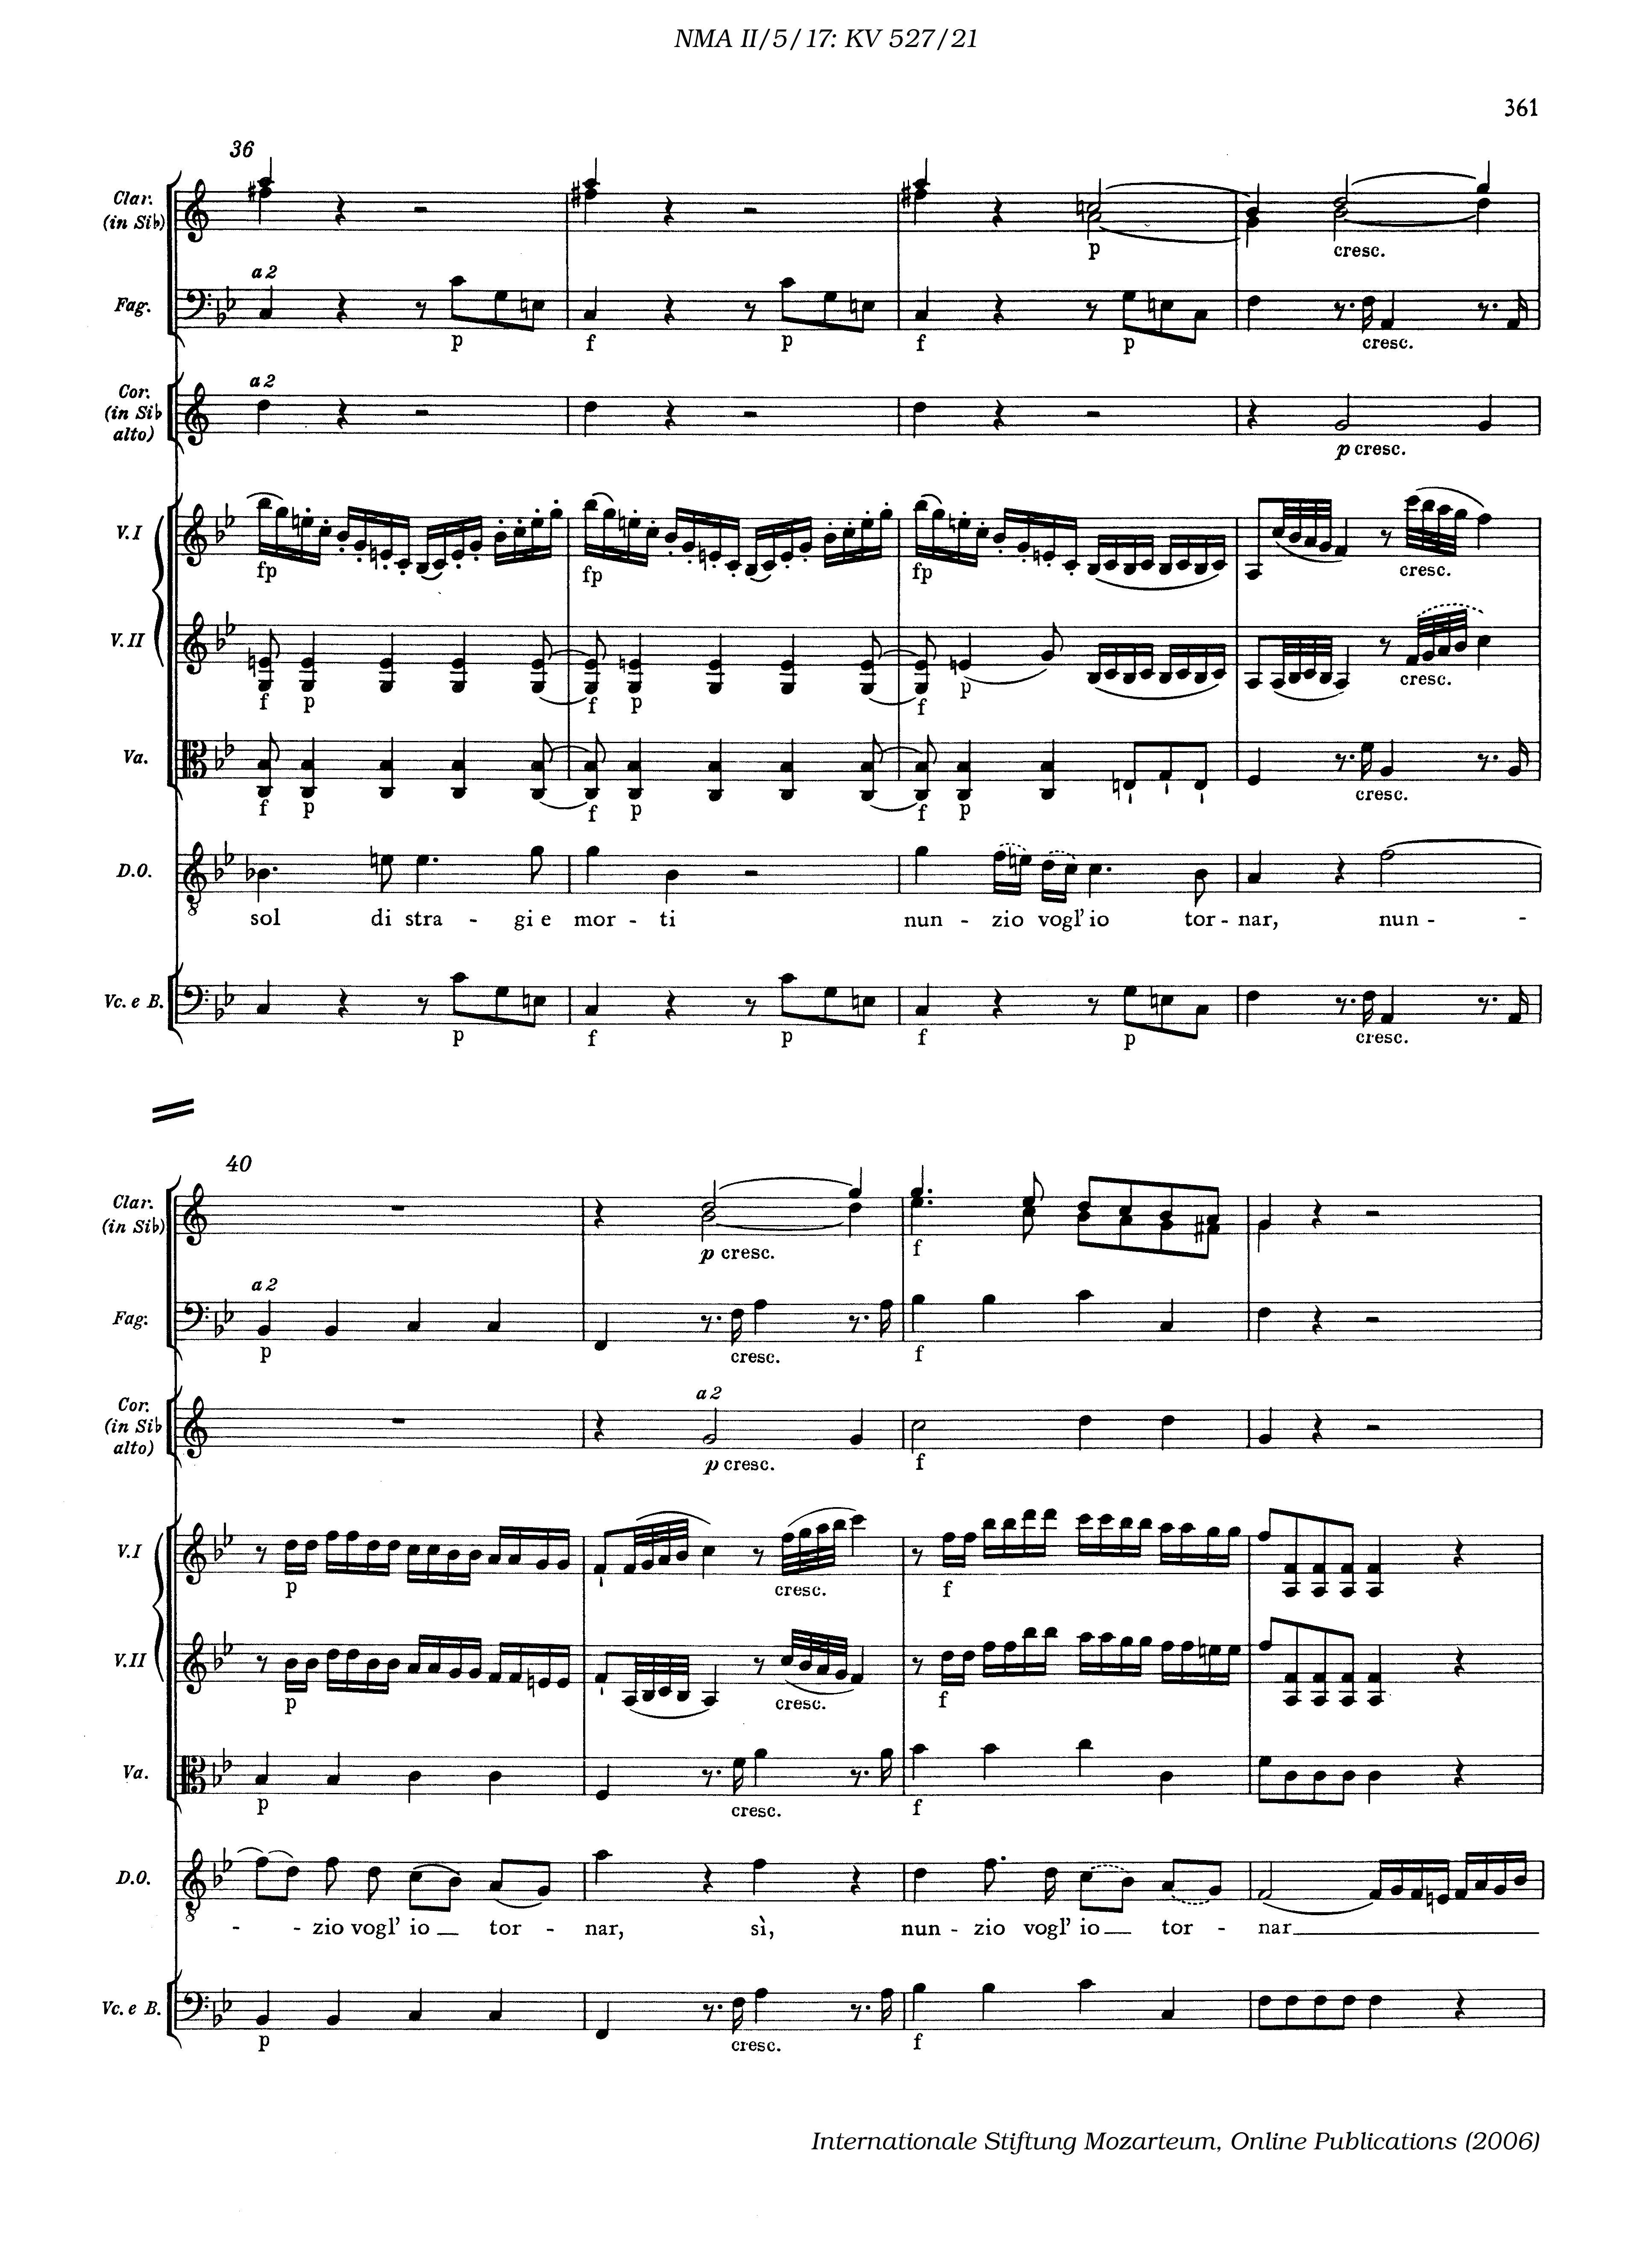 NMA II/5/17: KV 527/21
361
36
Clar.
(in Si♭)
p
cresc.
a 2
Fag.
p
f
p
f
p
cresc.
a 2
Cor.
(in Si♭
alto)
p cresc.
V. I
fp
fp
fp
cresc.
V. II
f
p
f
p
f
p
cresc.
Va.
f
p
f
p
f
p
cresc.
D.O.
8
sol di stra - gi e mor - ti nun - zio vogl' io tor - nar, nun - -
Vc. e B.
p
f
p
f
p
cresc.
40
Clar.
(in Si♭)
p cresc.
f
a 2
Fag.
p
cresc.
f
Cor.
(in Si♭
alto)
a 2
p cresc.
f
V. I
p
cresc.
f
V. II
p
cresc.
f
Va.
p
cresc.
f
D.O.
8
- - zio vogl' io tor - nar, sì, nun - zio vogl' io tor - nar
Vc. e B.
p
cresc.
f
Internationale Stiftung Mozarteum, Online Publications (2006)